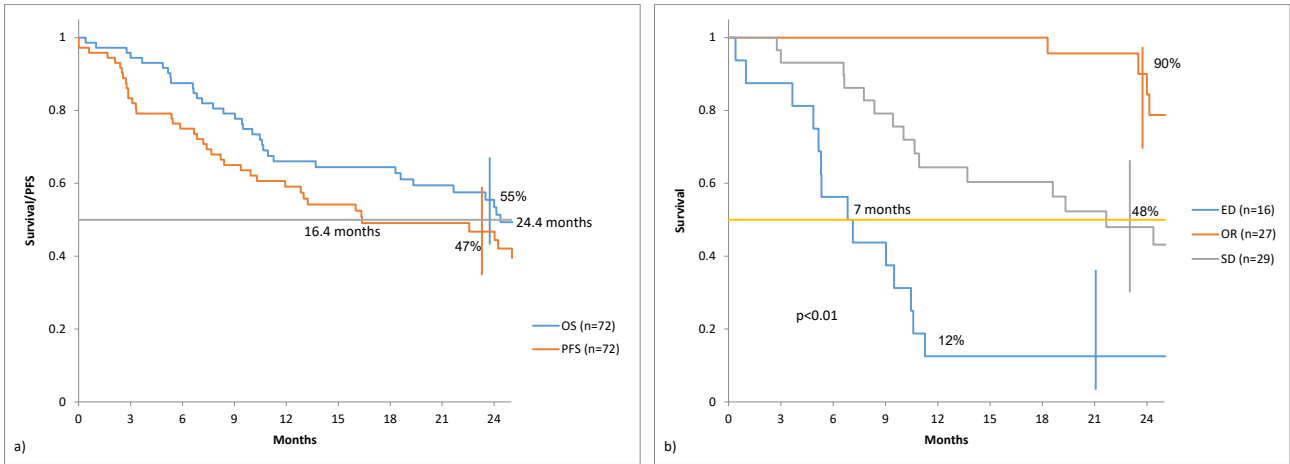 1
0.8
0.6
0.4
0.2
0
Survival/PFS
0 3 6 9 12 15 18 21 24
Months
55%
24.4 months
16.4 months
47%
OS (n=72)
PFS (n=72)
a)
1
0.8
0.6
0.4
0.2
0
Survival
0 3 6 9 12 15 18 21 24
Months
90%
7 months
48%
p<0.01
12%
ED (n=16)
OR (n=27)
SD (n=29)
b)